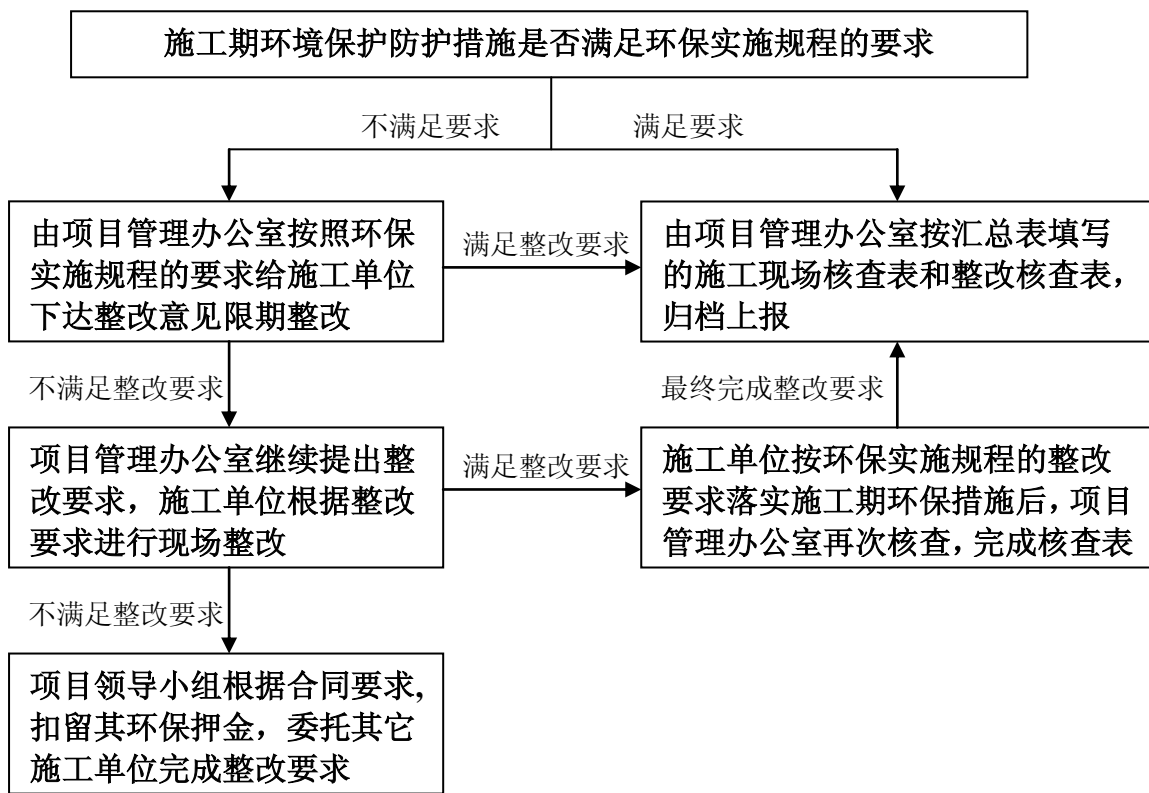 施工期环境保护防护措施是否满足环保实施规程的要求
不满足要求
满足要求
由项目管理办公室按照环保
实施规程的要求给施工单位
下达整改意见限期整改
满足整改要求
由项目管理办公室按汇总表填写
的施工现场核查表和整改核查表，
归档上报
不满足整改要求
最终完成整改要求
项目管理办公室继续提出整
改要求，施工单位根据整改
要求进行现场整改
满足整改要求
施工单位按环保实施规程的整改
要求落实施工期环保措施后，项目
管理办公室再次核查，完成核查表
不满足整改要求
项目领导小组根据合同要求，
扣留其环保押金，委托其它
施工单位完成整改要求